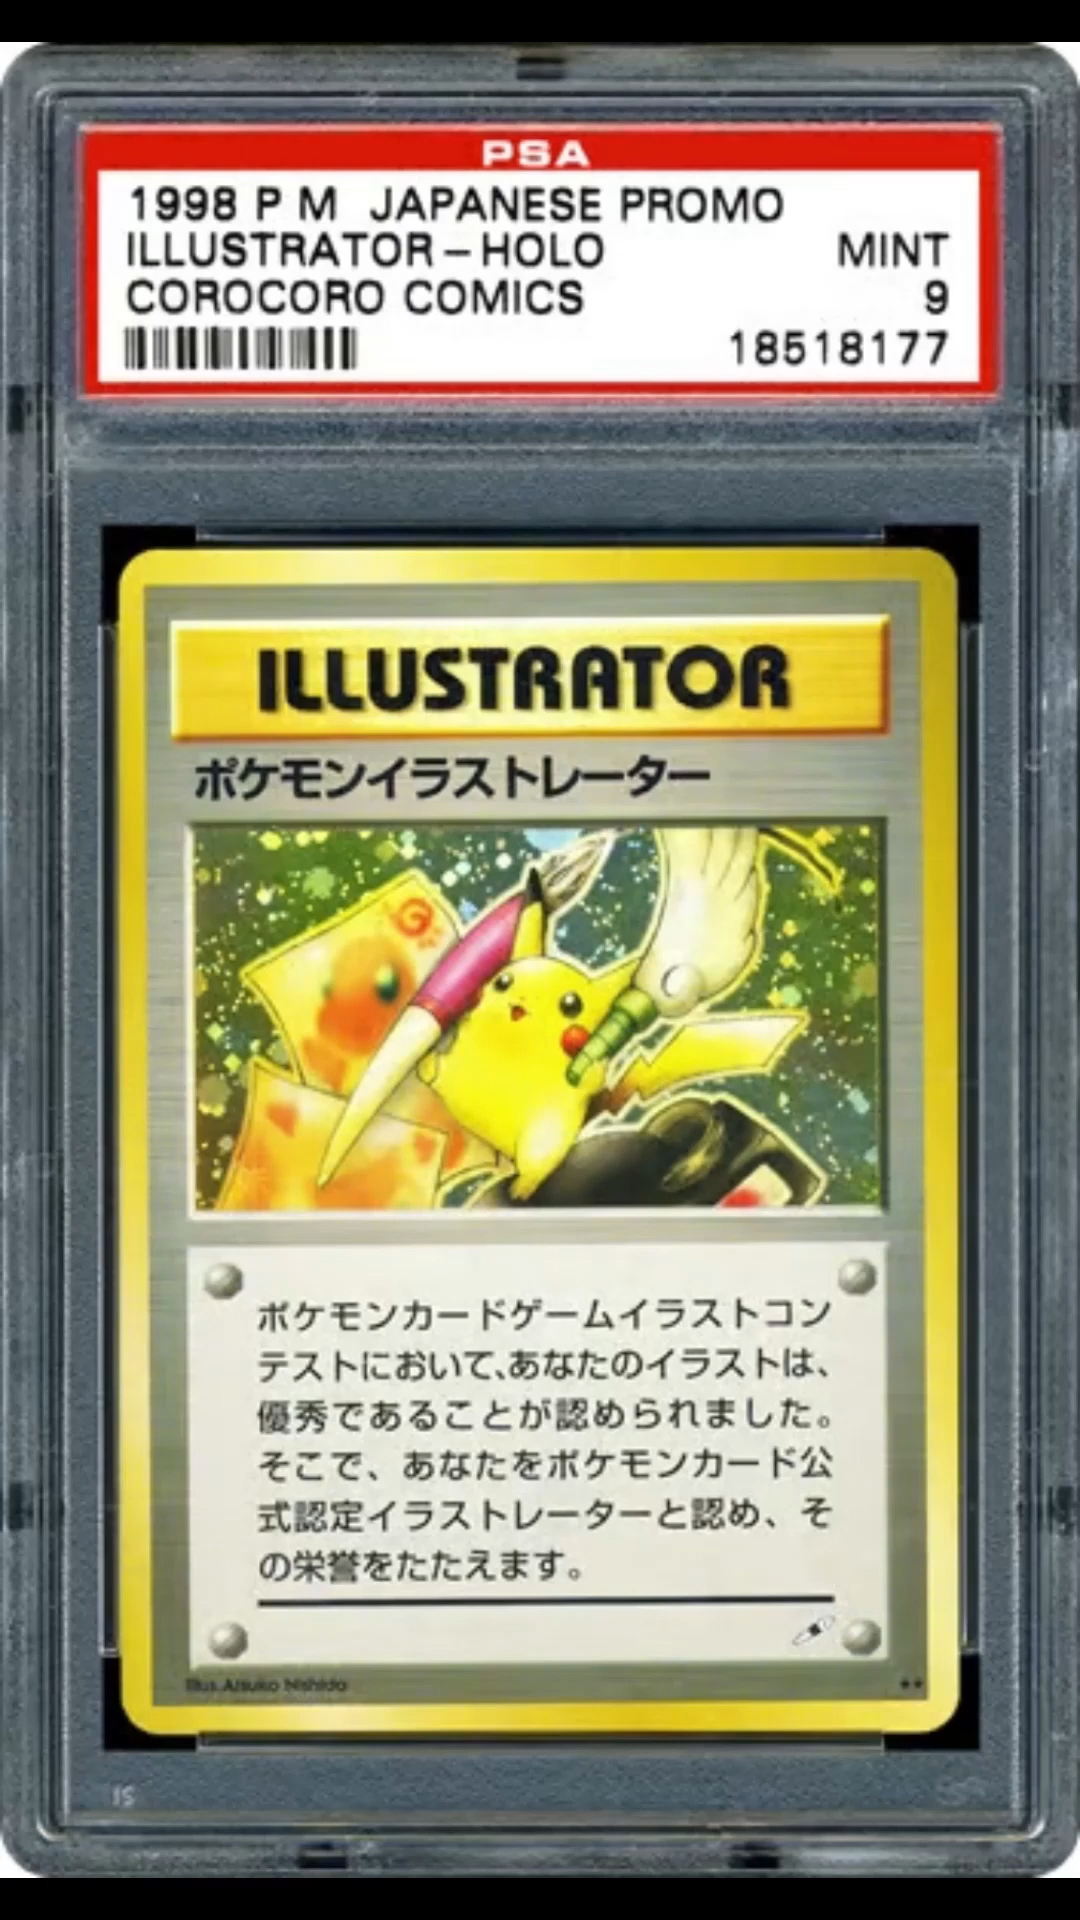 PSA
1998 P M JAPANESE PROMO
ILLUSTRATOR-HOLO MINT
COROCORO COMICS 9
18518177
ILLUSTRATOR
ポケモンイラストレーター
ポケモンカードゲームイラストコン
テストにおいて、あなたのイラストは、
優秀であることが認められました。
そこで、あなたをポケモンカード公
式認定イラストレーターと認め、そ
の栄誉をたたえます。
Illus. Atsuko Nishida